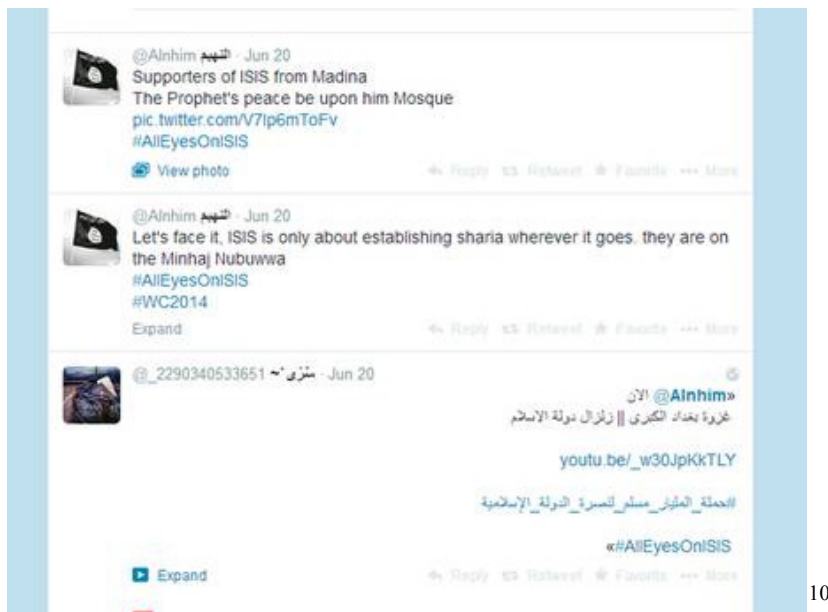 @Alnhim النهيم · Jun 20
Supporters of ISIS from Madina
The Prophet's peace be upon him Mosque
pic.twitter.com/V7lp6mToFv
#AllEyesOnISIS
View photo Reply Retweet Favorite More
@Alnhim النهيم · Jun 20
Let's face it, ISIS is only about establishing sharia wherever it goes. they are on
the Minhaj Nubuwwa
#AllEyesOnISIS
#WC2014
Expand Reply Retweet Favorite More
@_2290340533651 · Jun 20
«@Alnhim الان
غزوة بغداد الكبرى || زلزال دولة الاسلام
youtu.be/_w30JpKkTLY
#حملة_المليار_مسلم_لنصرة_الدولة_الإسلامية
#AllEyesOnISIS»
Expand Reply Retweet Favorite More
10